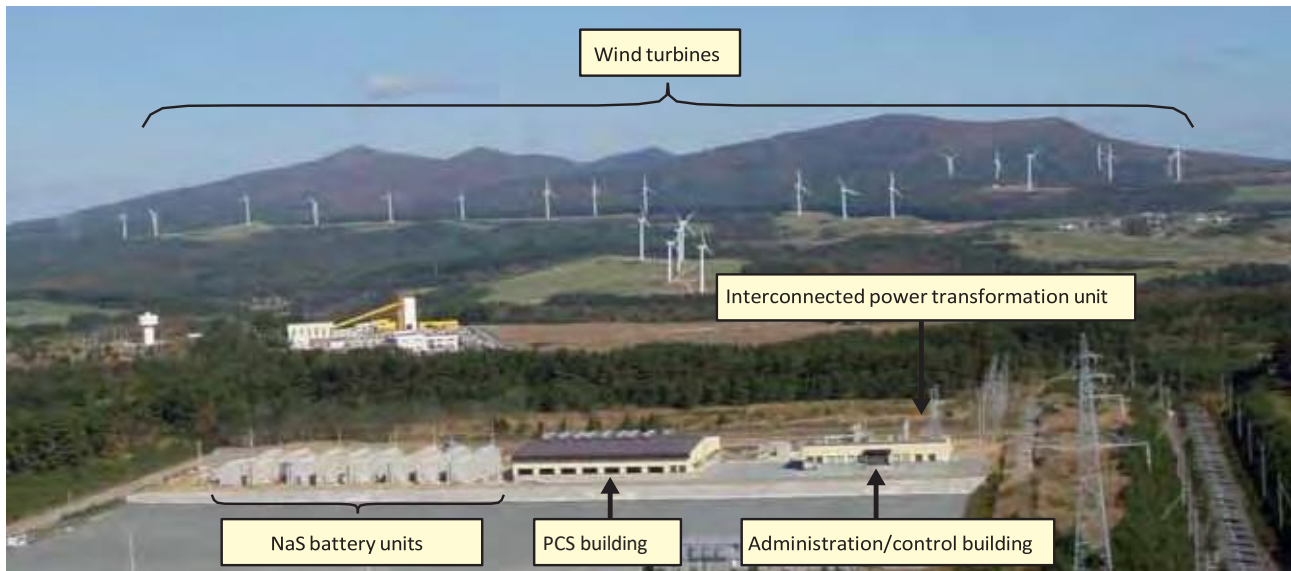 Wind turbines
Interconnected power transformation unit
NaS battery units
PCS building
Administration/control building